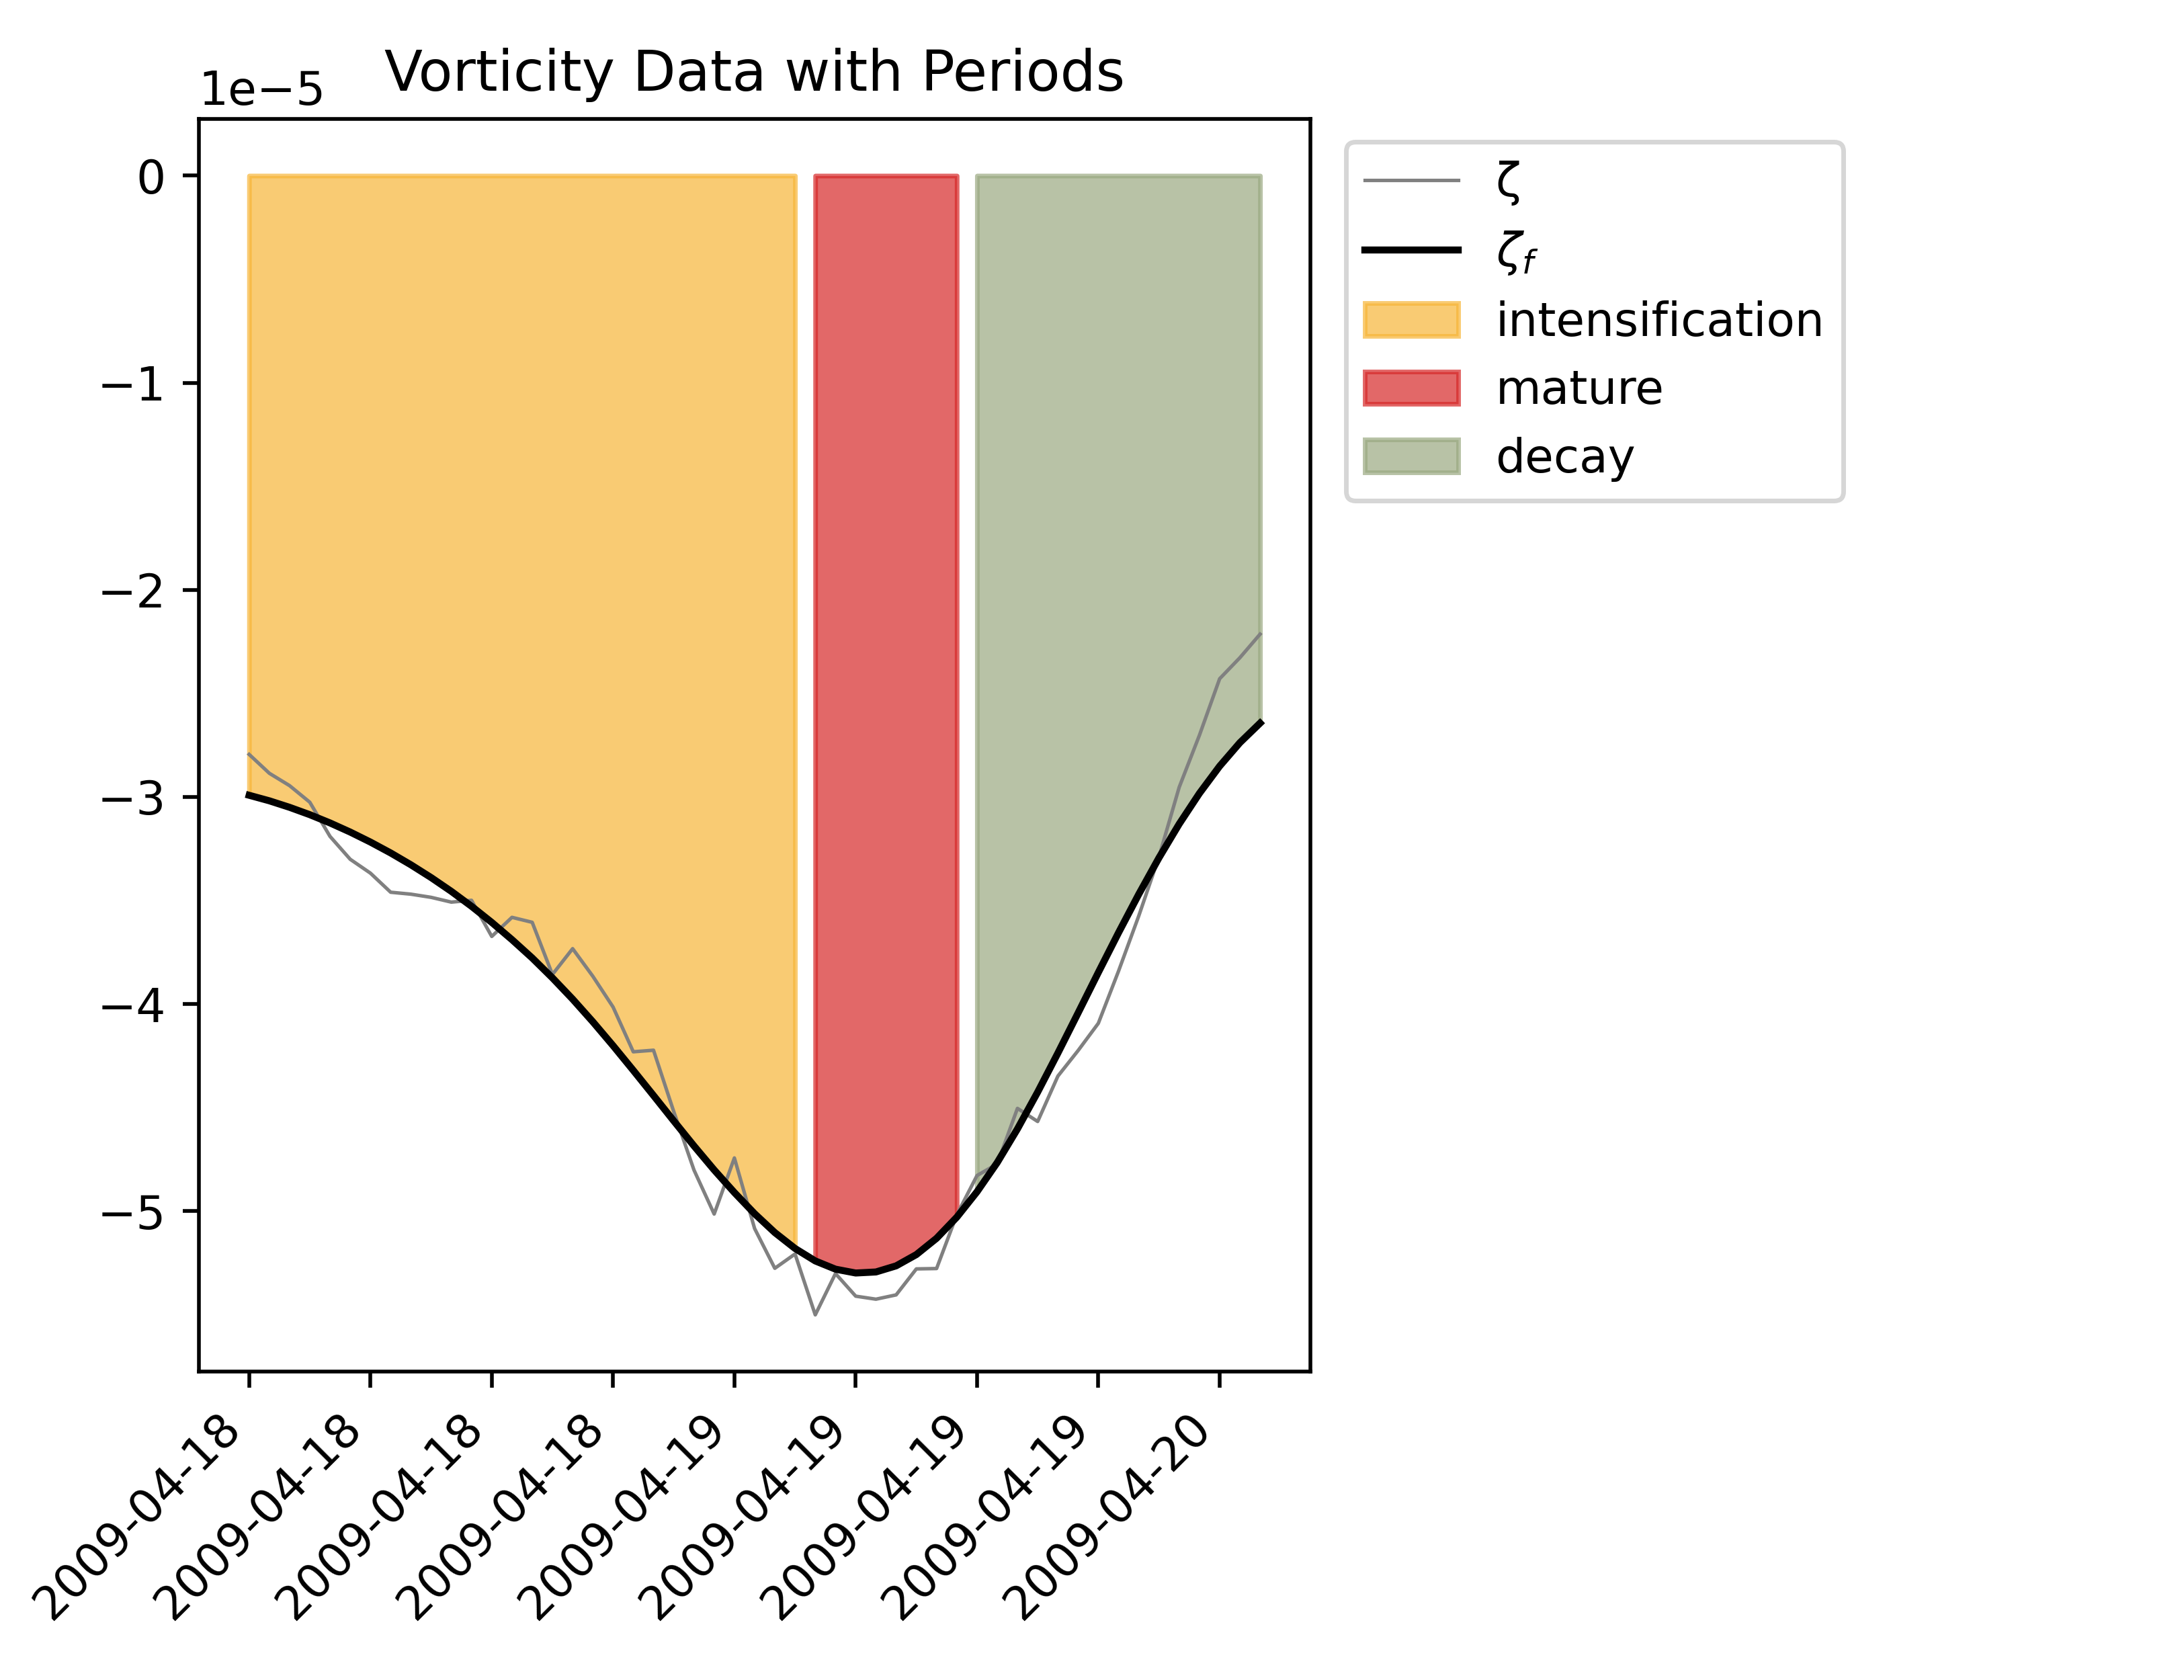 Vorticity Data with Periods
1e−5
0
−1
−2
−3
−4
−5
2009-04-18
2009-04-18
2009-04-18
2009-04-18
2009-04-19
2009-04-19
2009-04-19
2009-04-19
2009-04-20
ζ
ζf
intensification
mature
decay